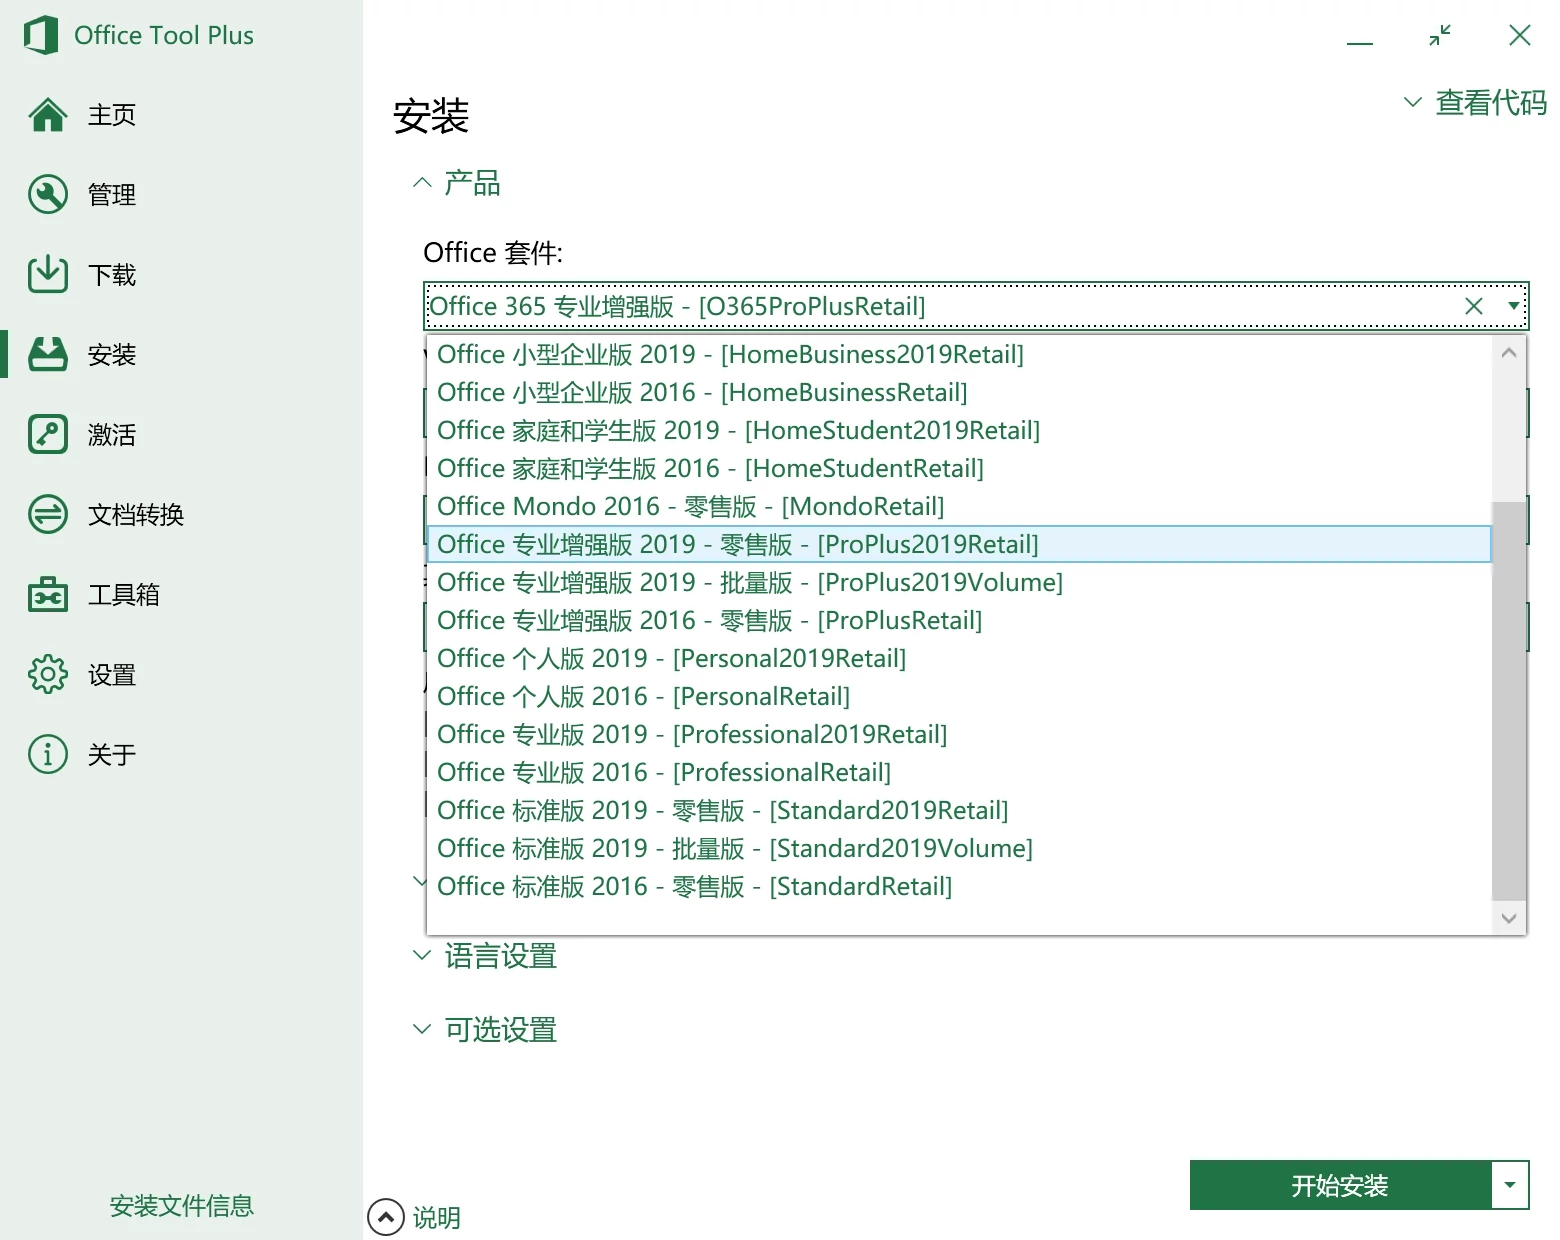 Office Tool Plus
主页
管理
下载
安装
激活
文档转换
工具箱
设置
关于
安装文件信息
查看代码
安装
产品
Office 套件:
Office 365 专业增强版 - [O365ProPlusRetail]
Office 小型企业版 2019 - [HomeBusiness2019Retail]
Office 小型企业版 2016 - [HomeBusinessRetail]
Office 家庭和学生版 2019 - [HomeStudent2019Retail]
Office 家庭和学生版 2016 - [HomeStudentRetail]
Office Mondo 2016 - 零售版 - [MondoRetail]
Office 专业增强版 2019 - 零售版 - [ProPlus2019Retail]
Office 专业增强版 2019 - 批量版 - [ProPlus2019Volume]
Office 专业增强版 2016 - 零售版 - [ProPlusRetail]
Office 个人版 2019 - [Personal2019Retail]
Office 个人版 2016 - [PersonalRetail]
Office 专业版 2019 - [Professional2019Retail]
Office 专业版 2016 - [ProfessionalRetail]
Office 标准版 2019 - 零售版 - [Standard2019Retail]
Office 标准版 2019 - 批量版 - [Standard2019Volume]
Office 标准版 2016 - 零售版 - [StandardRetail]
语言设置
可选设置
开始安装
说明